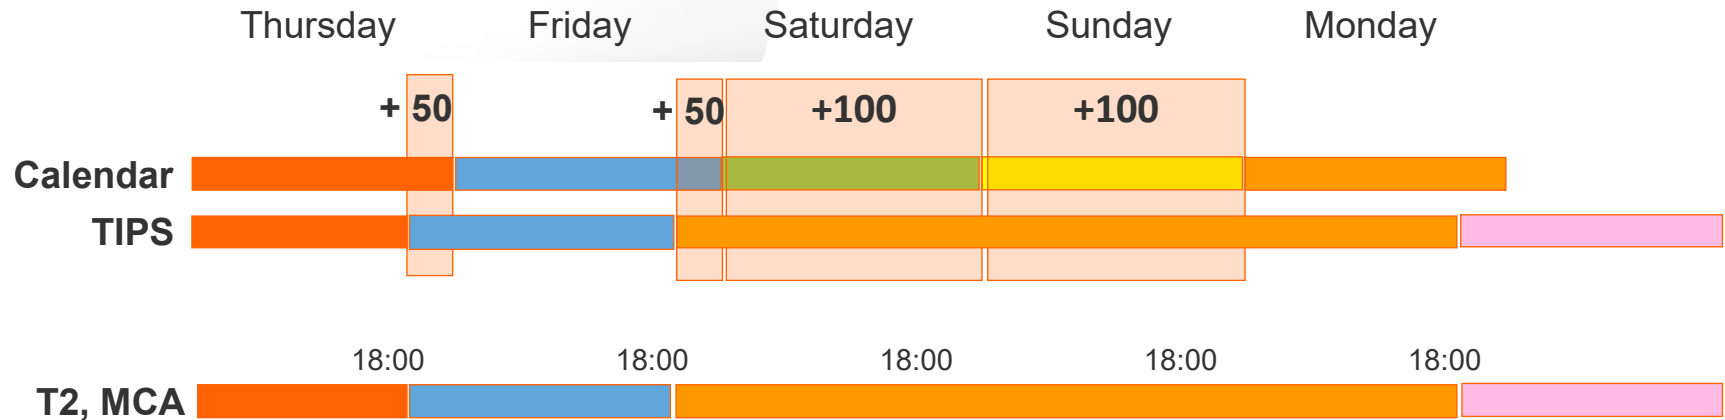 Thursday Friday Saturday Sunday Monday
+ 50 + 50 +100 +100
Calendar
TIPS
18:00 18:00 18:00 18:00 18:00
T2, MCA